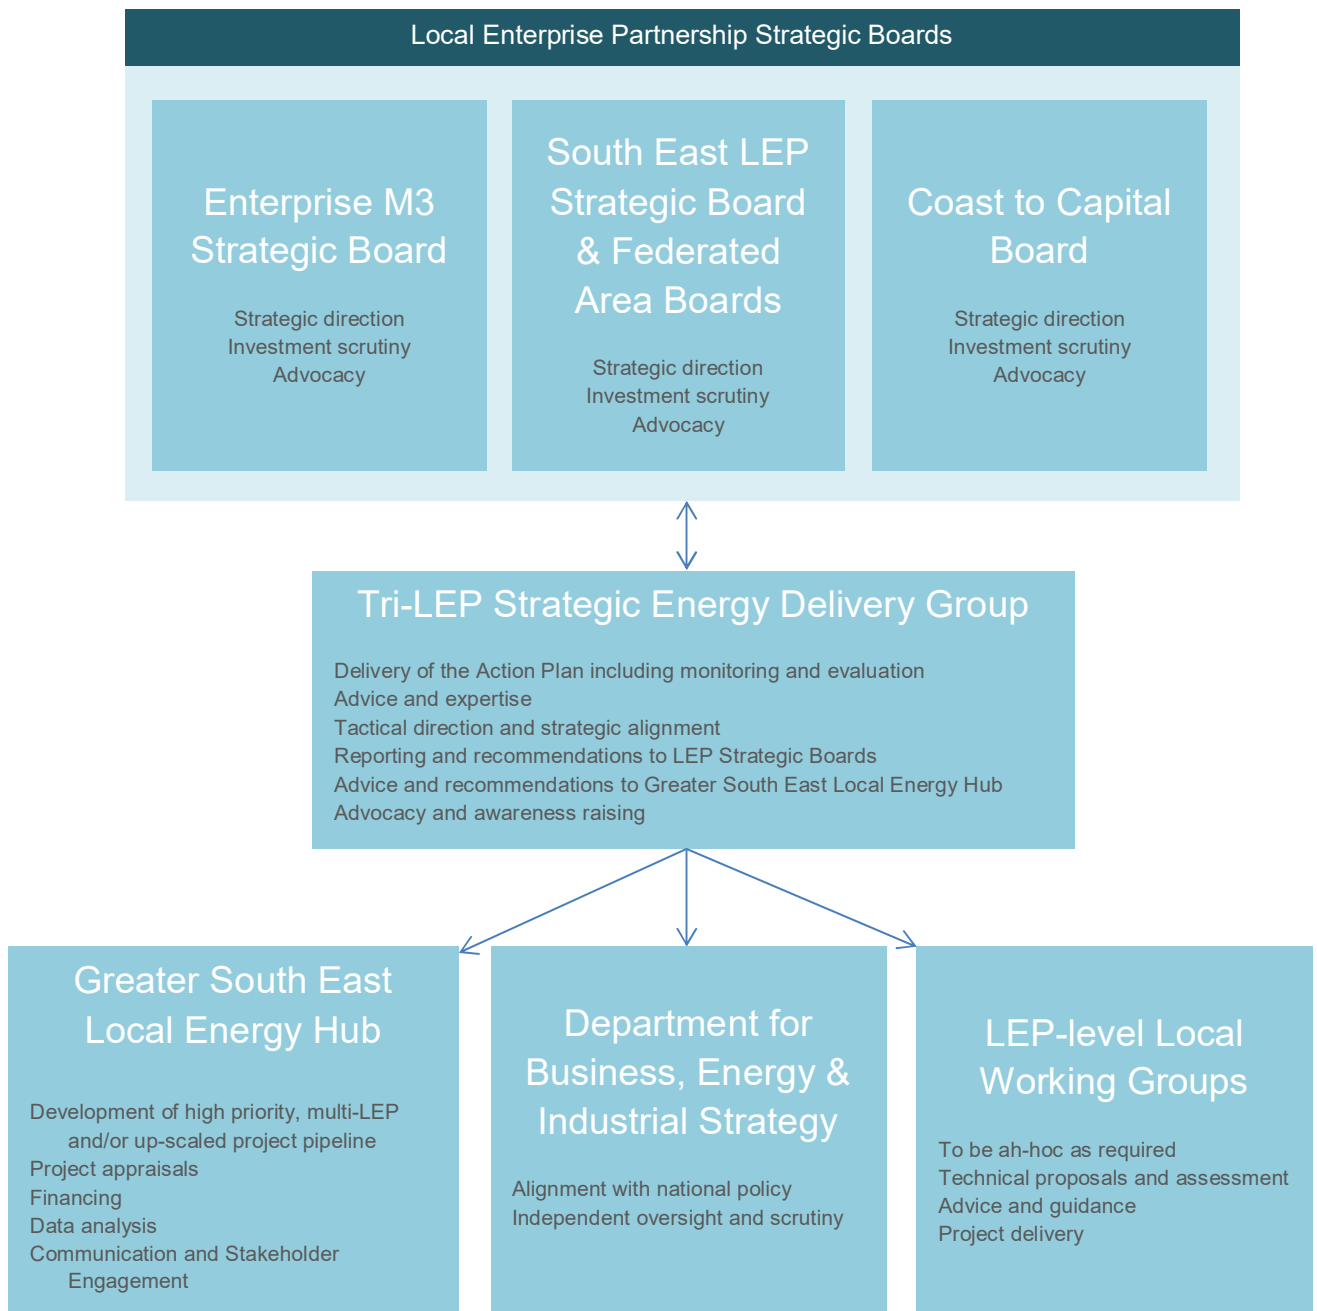 Local Enterprise Partnership Strategic Boards
Enterprise M3
Strategic Board
Strategic direction
Investment scrutiny
Advocacy
South East LEP
Strategic Board
& Federated
Area Boards
Strategic direction
Investment scrutiny
Advocacy
Coast to Capital
Board
Strategic direction
Investment scrutiny
Advocacy
Tri-LEP Strategic Energy Delivery Group
Delivery of the Action Plan including monitoring and evaluation
Advice and expertise
Tactical direction and strategic alignment
Reporting and recommendations to LEP Strategic Boards
Advice and recommendations to Greater South East Local Energy Hub
Advocacy and awareness raising
Greater South East
Local Energy Hub
Development of high priority, multi-LEP
and/or up-scaled project pipeline
Project appraisals
Financing
Data analysis
Communication and Stakeholder
Engagement
Department for
Business, Energy &
Industrial Strategy
Alignment with national policy
Independent oversight and scrutiny
LEP-level Local
Working Groups
To be ah-hoc as required
Technical proposals and assessment
Advice and guidance
Project delivery